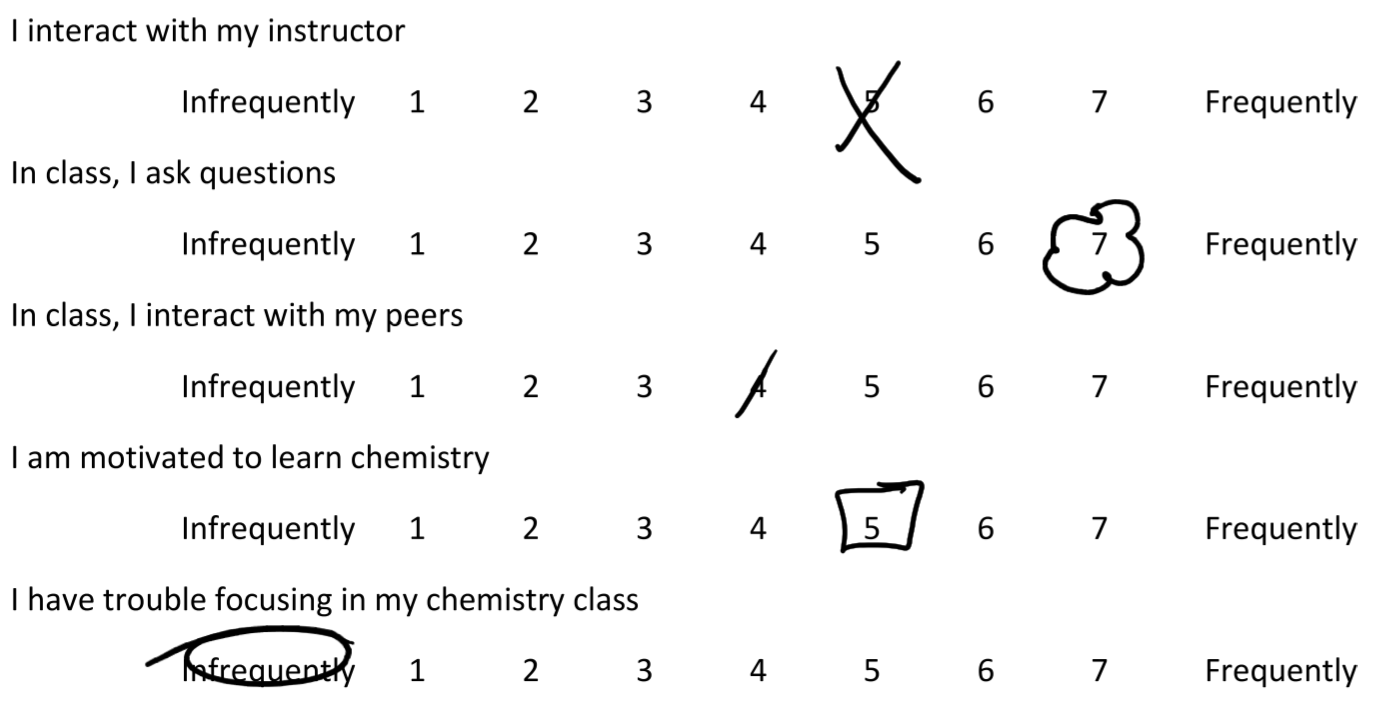 I interact with my instructor
Infrequently 1 2 3 4 5 6 7 Frequently
In class, I ask questions
Infrequently 1 2 3 4 5 6 7 Frequently
In class, I interact with my peers
Infrequently 1 2 3 4 5 6 7 Frequently
I am motivated to learn chemistry
Infrequently 1 2 3 4 5 6 7 Frequently
I have trouble focusing in my chemistry class
Infrequently 1 2 3 4 5 6 7 Frequently